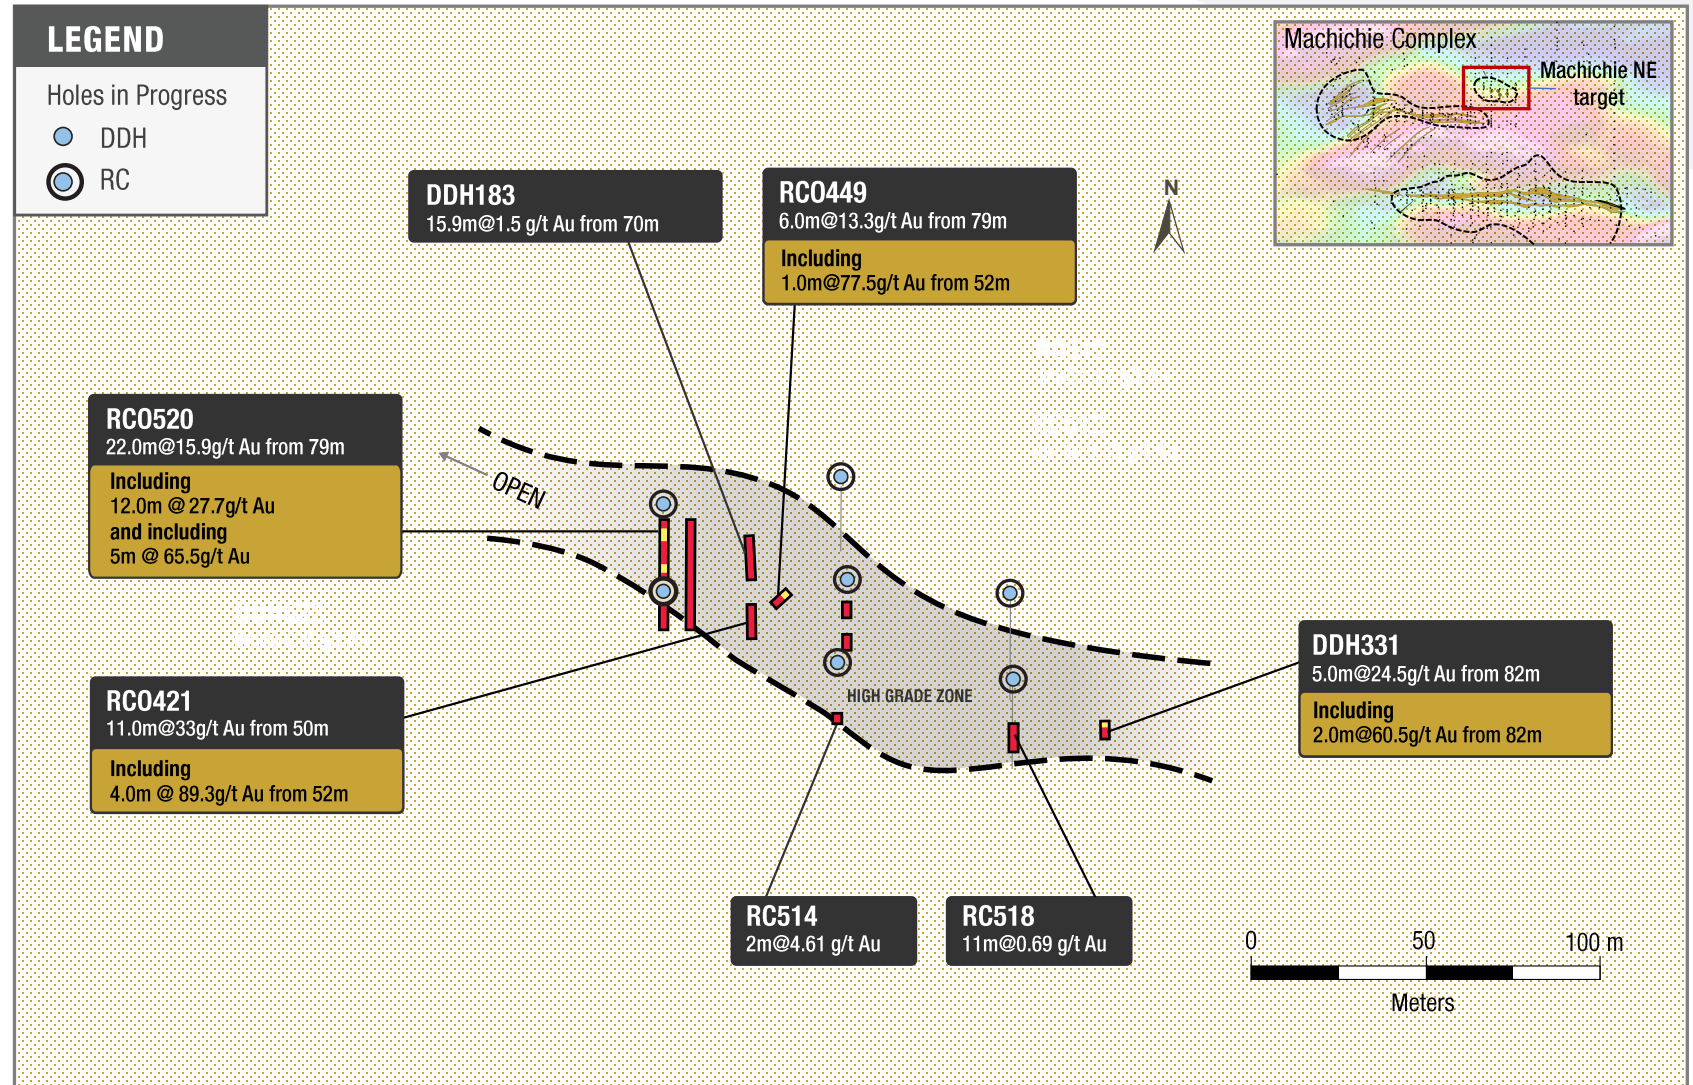 LEGEND
Holes in Progress
DDH
RC
Machichie Complex
Machichie NE
target
N
DDH183
15.9m@1.5 g/t Au from 70m
RC0449
6.0m@13.3g/t Au from 79m
Including
1.0m@77.5g/t Au from 52m
RC0520
22.0m@15.9g/t Au from 79m
Including
12.0m @ 27.7g/t Au
and including
5m @ 65.5g/t Au
OPEN
RC0421
11.0m@33g/t Au from 50m
Including
4.0m @ 89.3g/t Au from 52m
HIGH GRADE ZONE
DDH331
5.0m@24.5g/t Au from 82m
Including
2.0m@60.5g/t Au from 82m
RC514
2m@4.61 g/t Au
RC518
11m@0.69 g/t Au
0 50 100 m
Meters